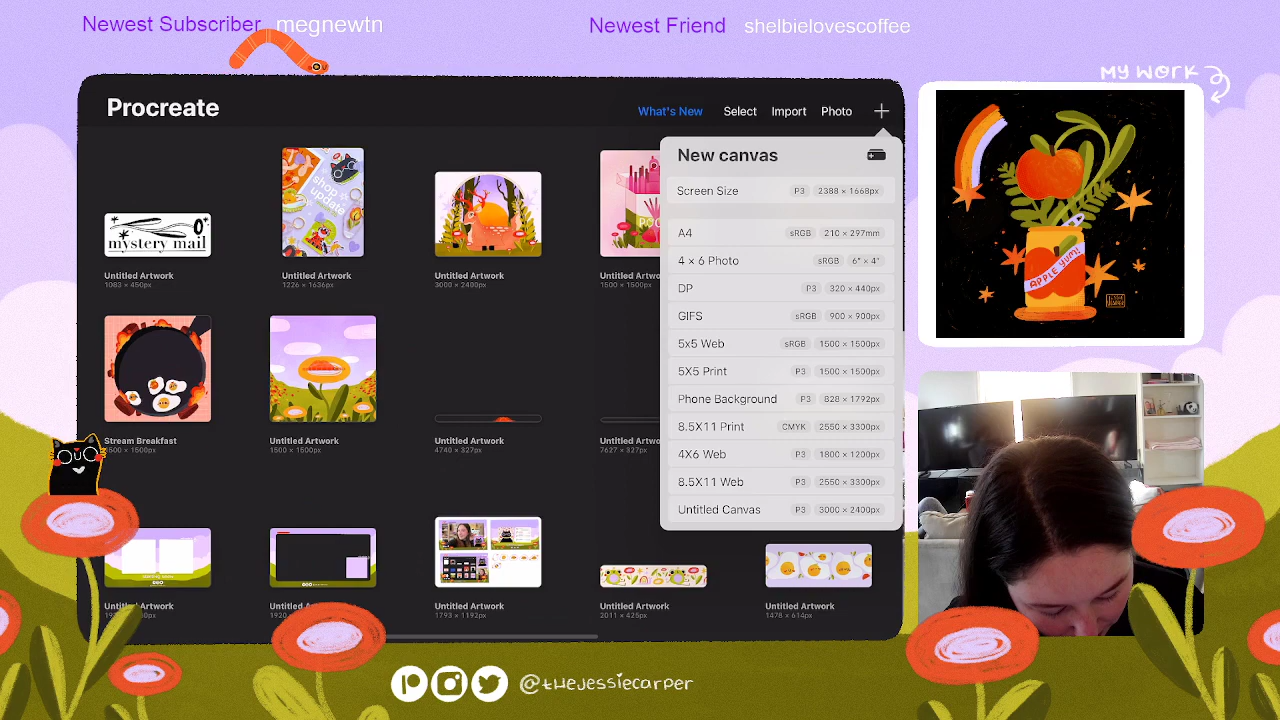 Newest Subscriber megnewtn
Newest Friend shelbielovescoffee
MY WORK
Procreate
What's New Select Import Photo
New canvas
Screen Size P3 2388 × 1668px
A4 sRGB 210 × 297mm
4 × 6 Photo sRGB 6" × 4"
DP P3 320 × 440px
GIFS sRGB 900 × 900px
5x5 Web sRGB 1500 × 1500px
5X5 Print P3 1500 × 1500px
Phone Background P3 828 × 1792px
8.5X11 Print CMYK 2550 × 3300px
4X6 Web P3 1800 × 1200px
8.5X11 Web P3 2550 × 3300px
Untitled Canvas P3 3000 × 2400px
mystery mail
shop update
Untitled Artwork
1083 × 450px
Untitled Artwork
1226 × 1636px
Untitled Artwork
3000 × 2400px
Untitled
1500 × 1500px
Stream Breakfast
1500px
Untitled Artwork
1500 × 1500px
Untitled Artwork
4740 × 327px
Untitled
7627 × 327px
Artwork
Untitled Artwork
1793 × 1192px
Untitled Artwork
2011 × 425px
Untitled Artwork
1478 × 614px
APPLE YUM!
JESSIE CARPER
@THEJESSIECARPER